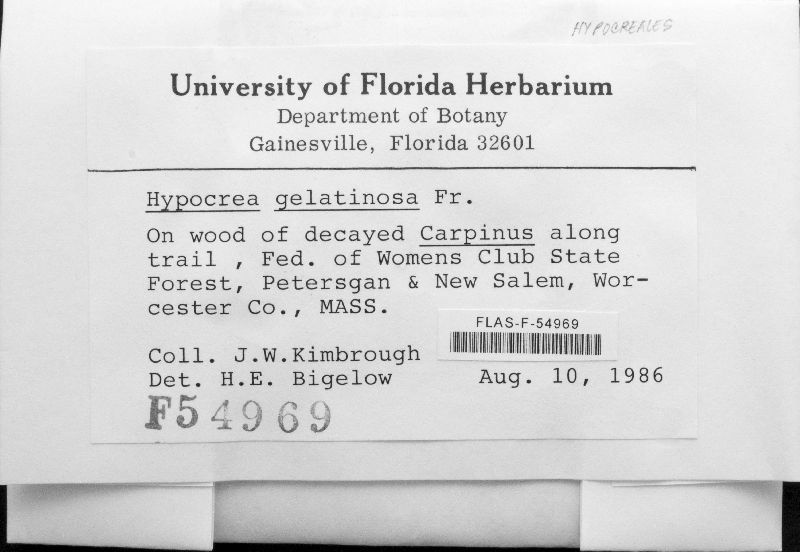 HYPOCREALES
University of Florida Herbarium
Department of Botany
Gainesville, Florida 32601
Hypocrea gelatinosa Fr.
On wood of decayed Carpinus along
trail , Fed. of Womens Club State
Forest, Petersgan & New Salem, Wor-
cester Co., MASS.
FLAS-F-54969
Coll. J.W.Kimbrough
Det. H.E. Bigelow Aug. 10, 1986
F54969